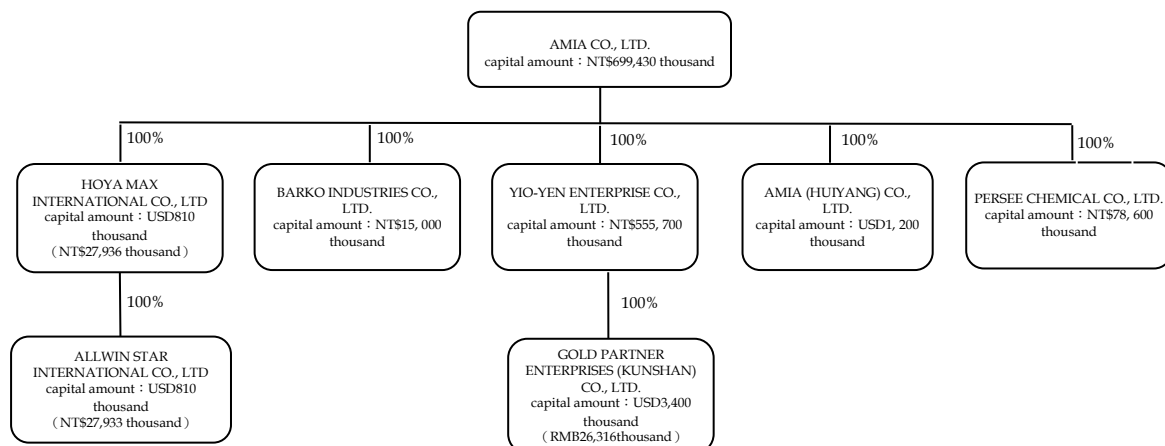 AMIA CO., LTD.
capital amount：NT$699,430 thousand
100%
100%
100%
100%
100%
HOYA MAX
INTERNATIONAL CO., LTD
capital amount：USD810
thousand
（NT$27,936 thousand）
BARKO INDUSTRIES CO.,
LTD.
capital amount：NT$15, 000
thousand
YIO-YEN ENTERPRISE CO.,
LTD.
capital amount：NT$555, 700
thousand
AMIA (HUIYANG) CO.,
LTD.
capital amount：USD1, 200
thousand
PERSEE CHEMICAL CO., LTD.
capital amount：NT$78, 600
thousand
100%
100%
ALLWIN STAR
INTERNATIONAL CO., LTD
capital amount：USD810
thousand
（NT$27,933 thousand）
GOLD PARTNER
ENTERPRISES (KUNSHAN)
CO., LTD.
capital amount：USD3,400
thousand
（RMB26,316thousand）